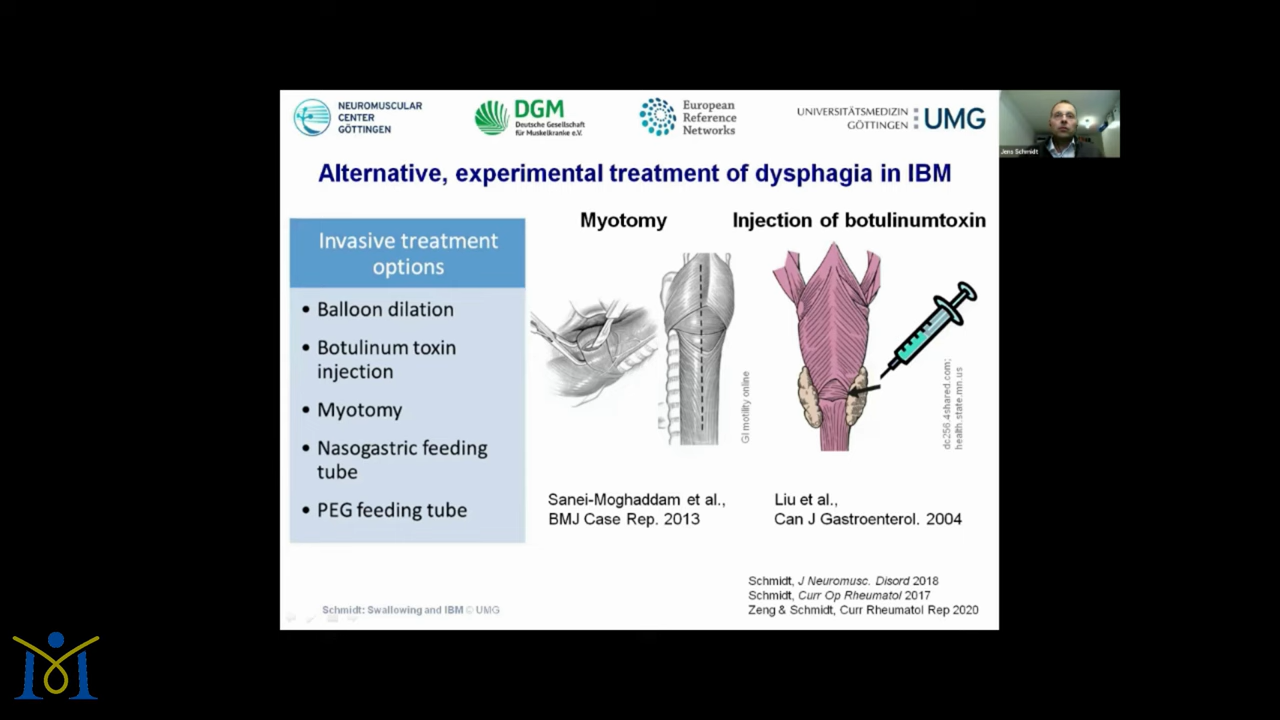 NEUROMUSCULAR
CENTER
GÖTTINGEN
DGM
Deutsche Gesellschaft
für Muskelkranke e.V.
European
Reference
Networks
UNIVERSITÄTSMEDIZIN
GÖTTINGEN
UMG
Jens Schmidt
Alternative, experimental treatment of dysphagia in IBM
Invasive treatment
options
• Balloon dilation
• Botulinum toxin
injection
• Myotomy
• Nasogastric feeding
tube
• PEG feeding tube
Myotomy
GI motility online
Sanei-Moghaddam et al.,
BMJ Case Rep. 2013
Injection of botulinumtoxin
dc256.4shared.com;
health.state.mn.us
Liu et al.,
Can J Gastroenterol. 2004
Schmidt, J Neuromusc. Disord 2018
Schmidt, Curr Op Rheumatol 2017
Zeng & Schmidt, Curr Rheumatol Rep 2020
Schmidt: Swallowing and IBM © UMG